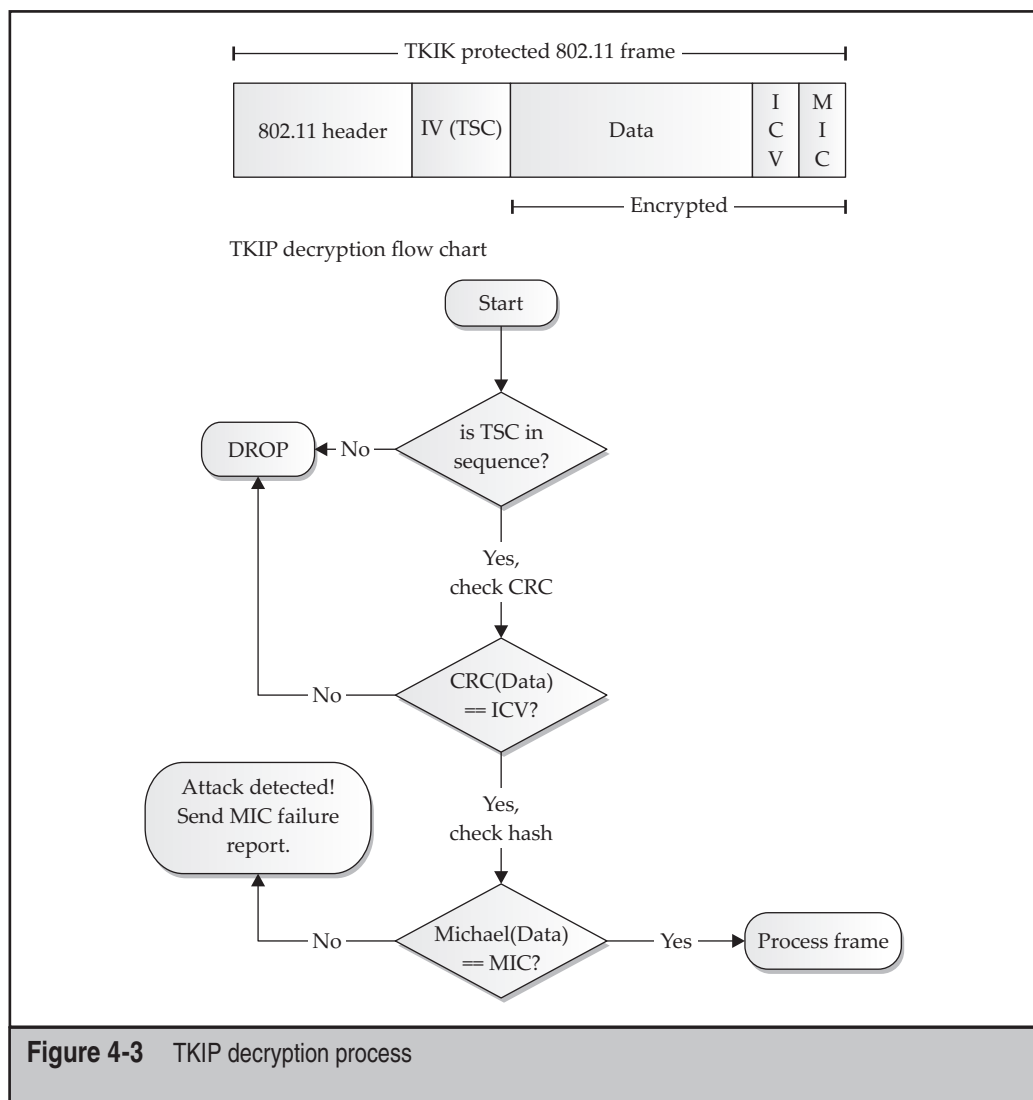 TKIK protected 802.11 frame
802.11 header
IV (TSC)
Data
ICV
MIC
Encrypted
TKIP decryption flow chart
Start
is TSC in
sequence?
No
DROP
Yes,
check CRC
CRC(Data)
== ICV?
No
Yes,
check hash
Attack detected!
Send MIC failure
report.
Michael(Data)
== MIC?
No
Yes
Process frame
Figure 4-3 TKIP decryption process